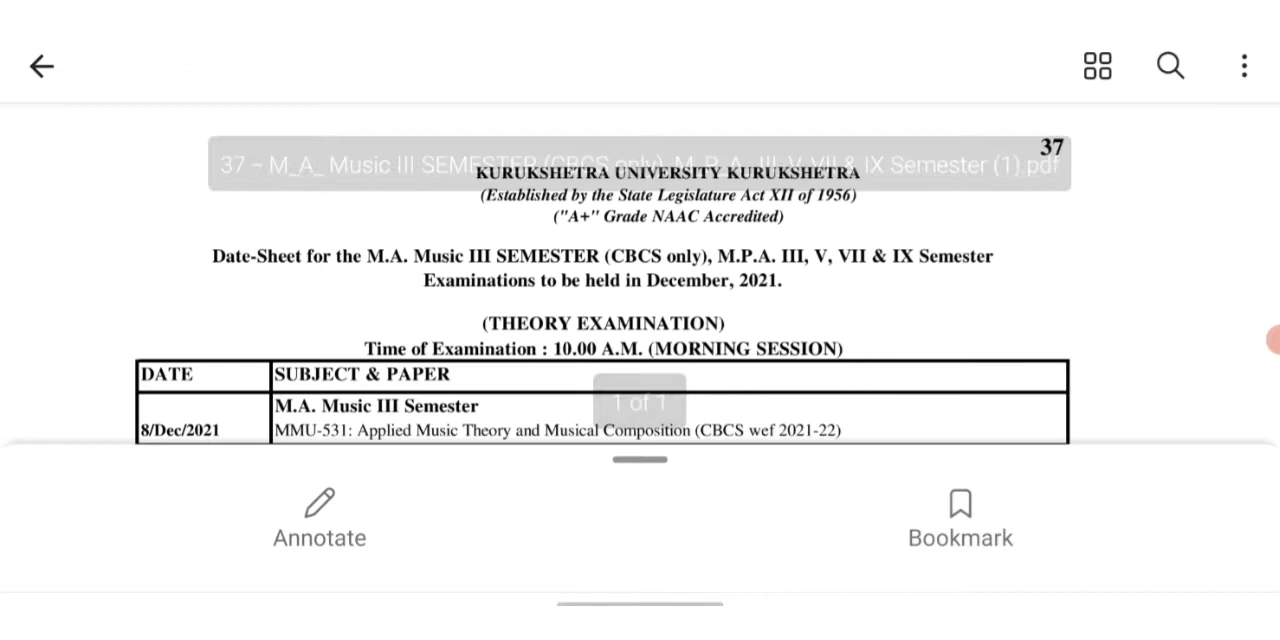 37
37 – M_A_ Music III SEMESTER (CBCS only), M_P_A_ III, V, VII & IX Semester (1).pdf
KURUKSHETRA UNIVERSITY KURUKSHETRA
(Established by the State Legislature Act XII of 1956)
("A+" Grade NAAC Accredited)
Date-Sheet for the M.A. Music III SEMESTER (CBCS only), M.P.A. III, V, VII & IX Semester
Examinations to be held in December, 2021.
(THEORY EXAMINATION)
Time of Examination : 10.00 A.M. (MORNING SESSION)
DATE SUBJECT & PAPER
1 of 1
M.A. Music III Semester
8/Dec/2021 MMU-531: Applied Music Theory and Musical Composition (CBCS wef 2021-22)
Annotate Bookmark